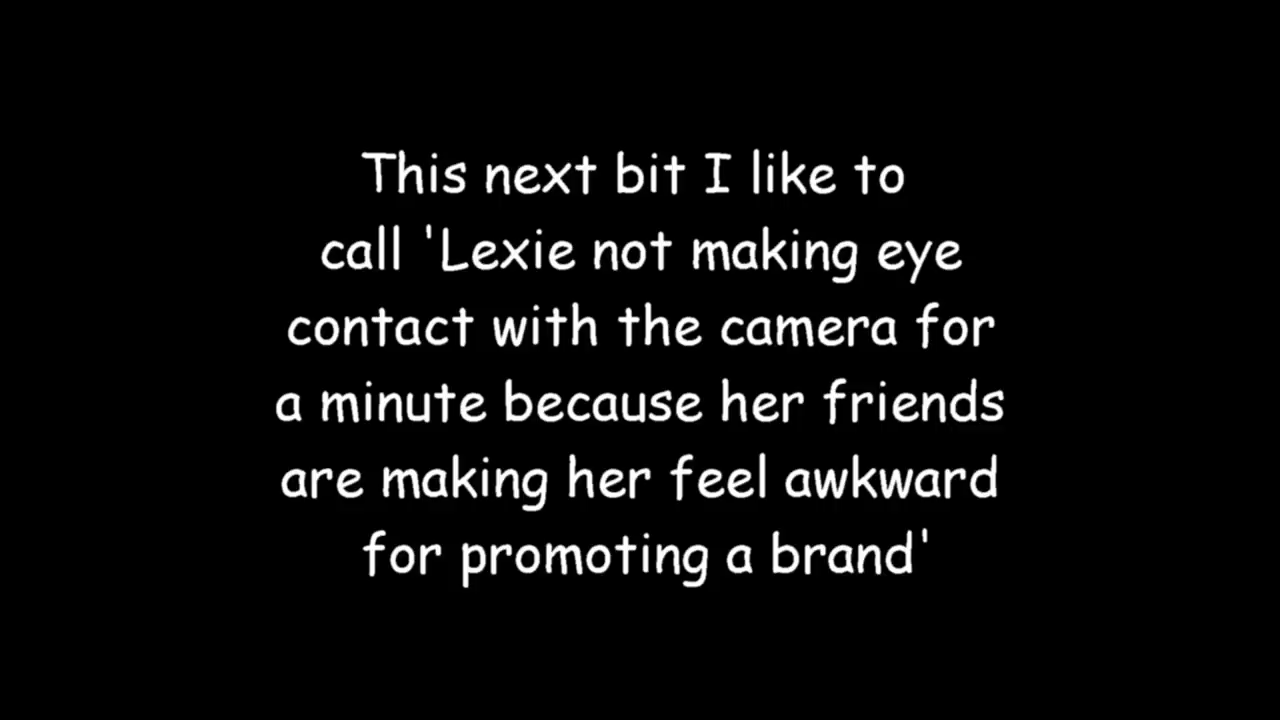 This next bit I like to
call 'Lexie not making eye
contact with the camera for
a minute because her friends
are making her feel awkward
for promoting a brand'